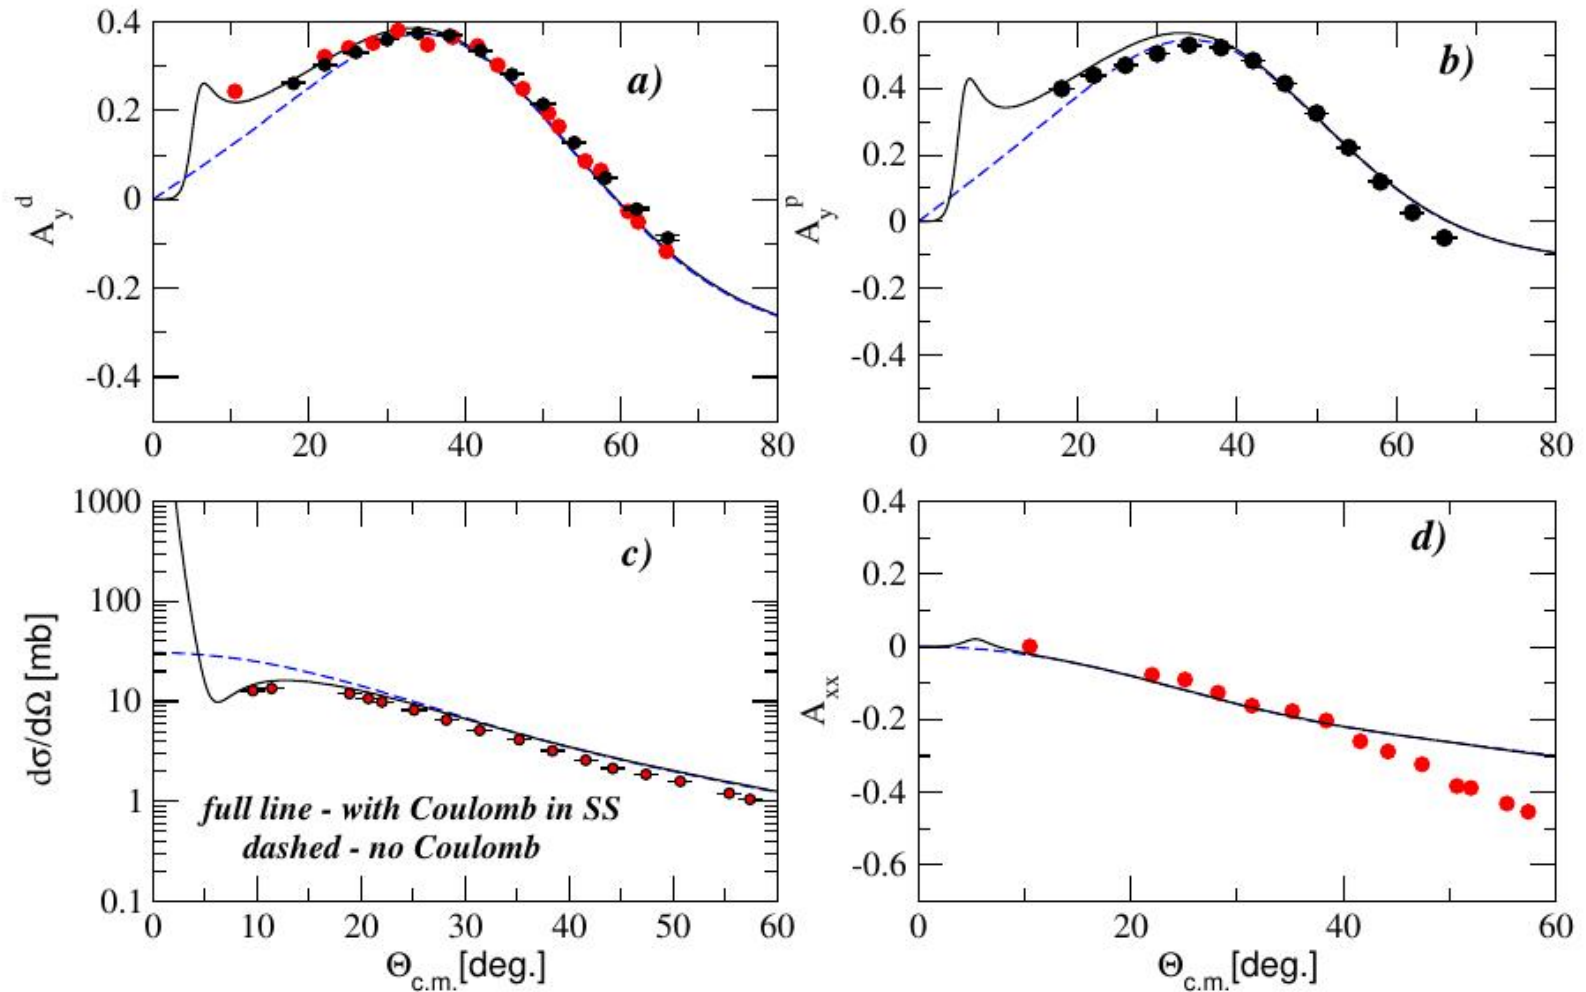 0.4
0.2
0
-0.2
-0.4
A_y^d
a)
0 20 40 60 80
0.6
0.4
0.2
0
-0.2
-0.4
A_y^p
b)
0 20 40 60 80
1000
100
10
1
0.1
dσ/dΩ [mb]
c)
full line - with Coulomb in SS
dashed - no Coulomb
0 10 20 30 40 50 60
Θ_c.m. [deg.]
0.4
0.2
0
-0.2
-0.4
-0.6
A_xx
d)
0 20 40 60
Θ_c.m. [deg.]